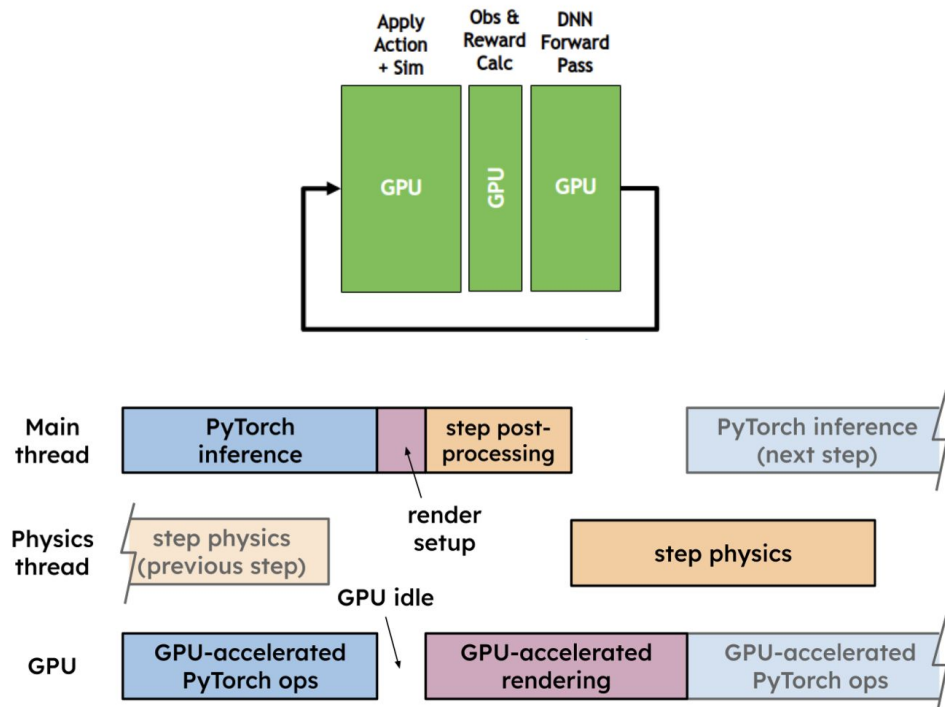 Apply
Action
+ Sim
Obs &
Reward
Calc
DNN
Forward
Pass
GPU
GPU
GPU
Main
thread
PyTorch
inference
step post-
processing
PyTorch inference
(next step)
render
setup
Physics
thread
step physics
(previous step)
step physics
GPU idle
GPU
GPU-accelerated
PyTorch ops
GPU-accelerated
rendering
GPU-accelerated
PyTorch ops